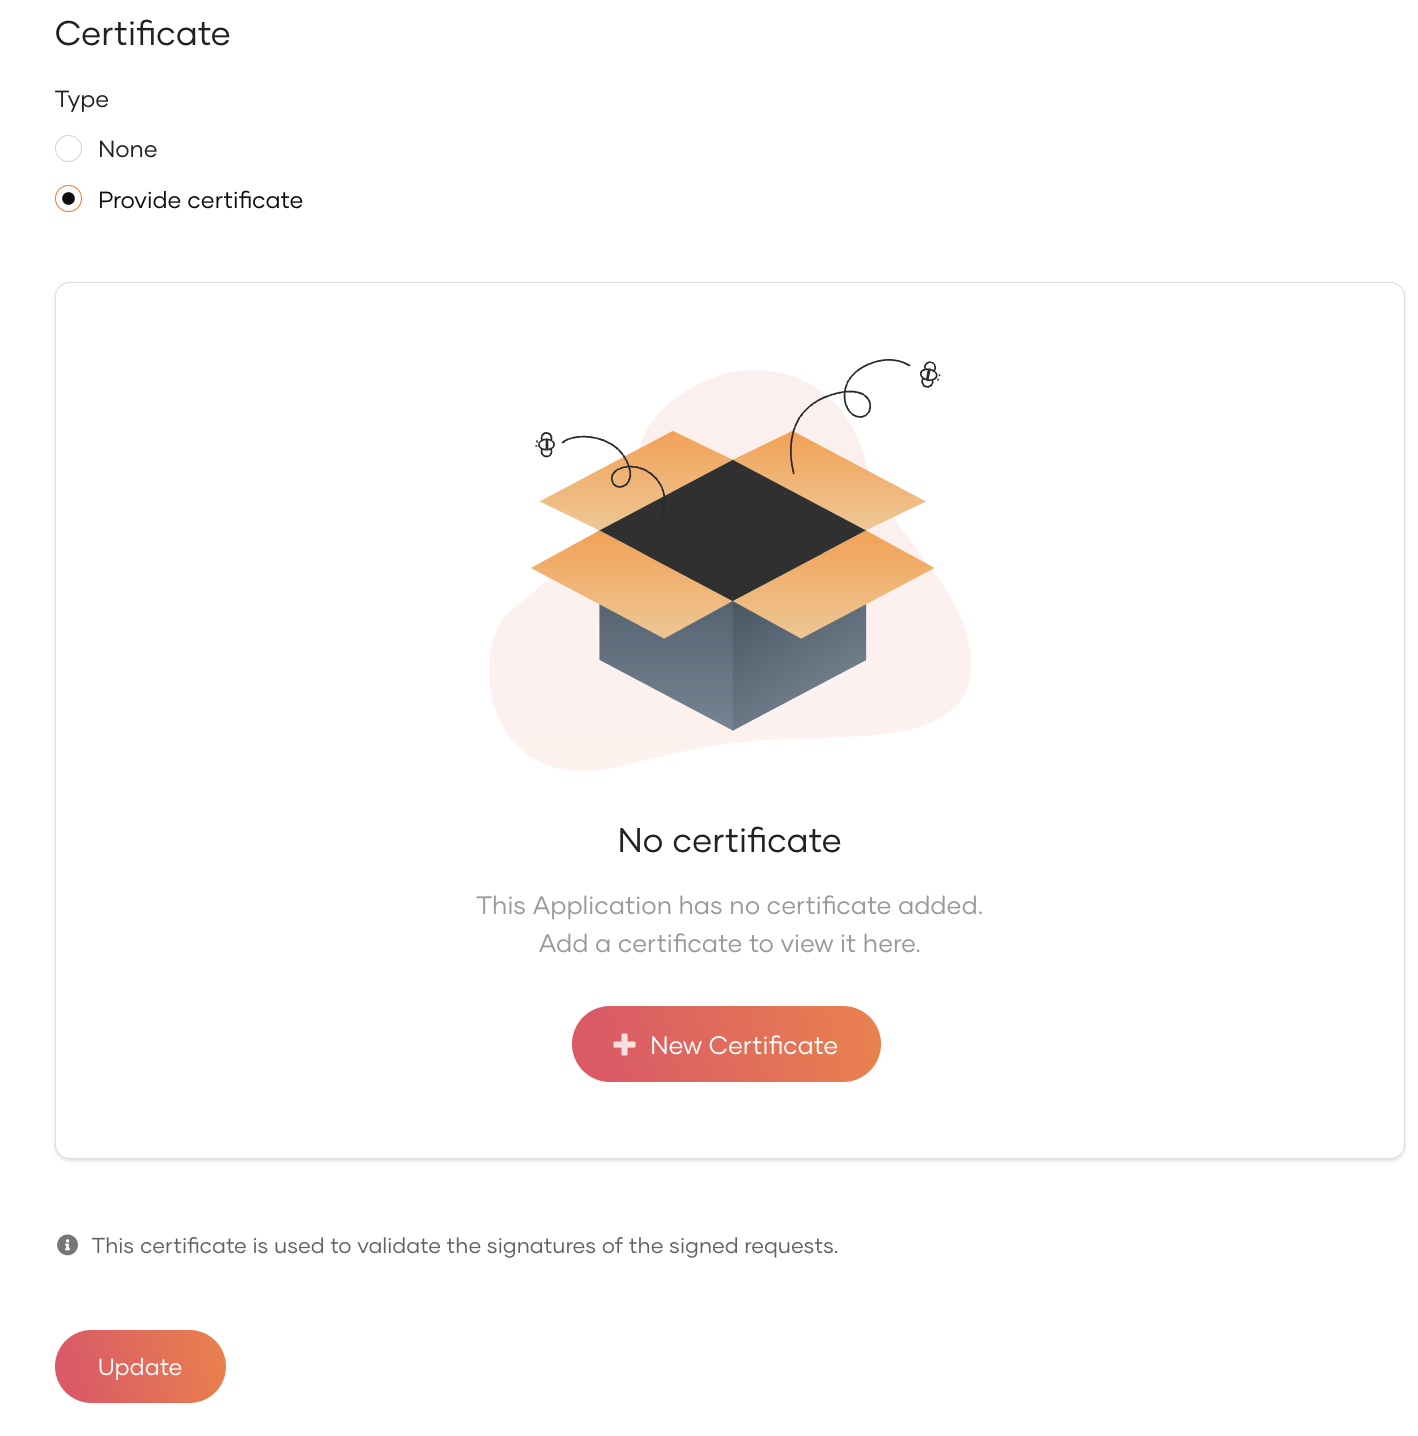 Certificate
Type
None
Provide certificate
No certificate
This Application has no certificate added.
Add a certificate to view it here.
New Certificate
This certificate is used to validate the signatures of the signed requests.
Update